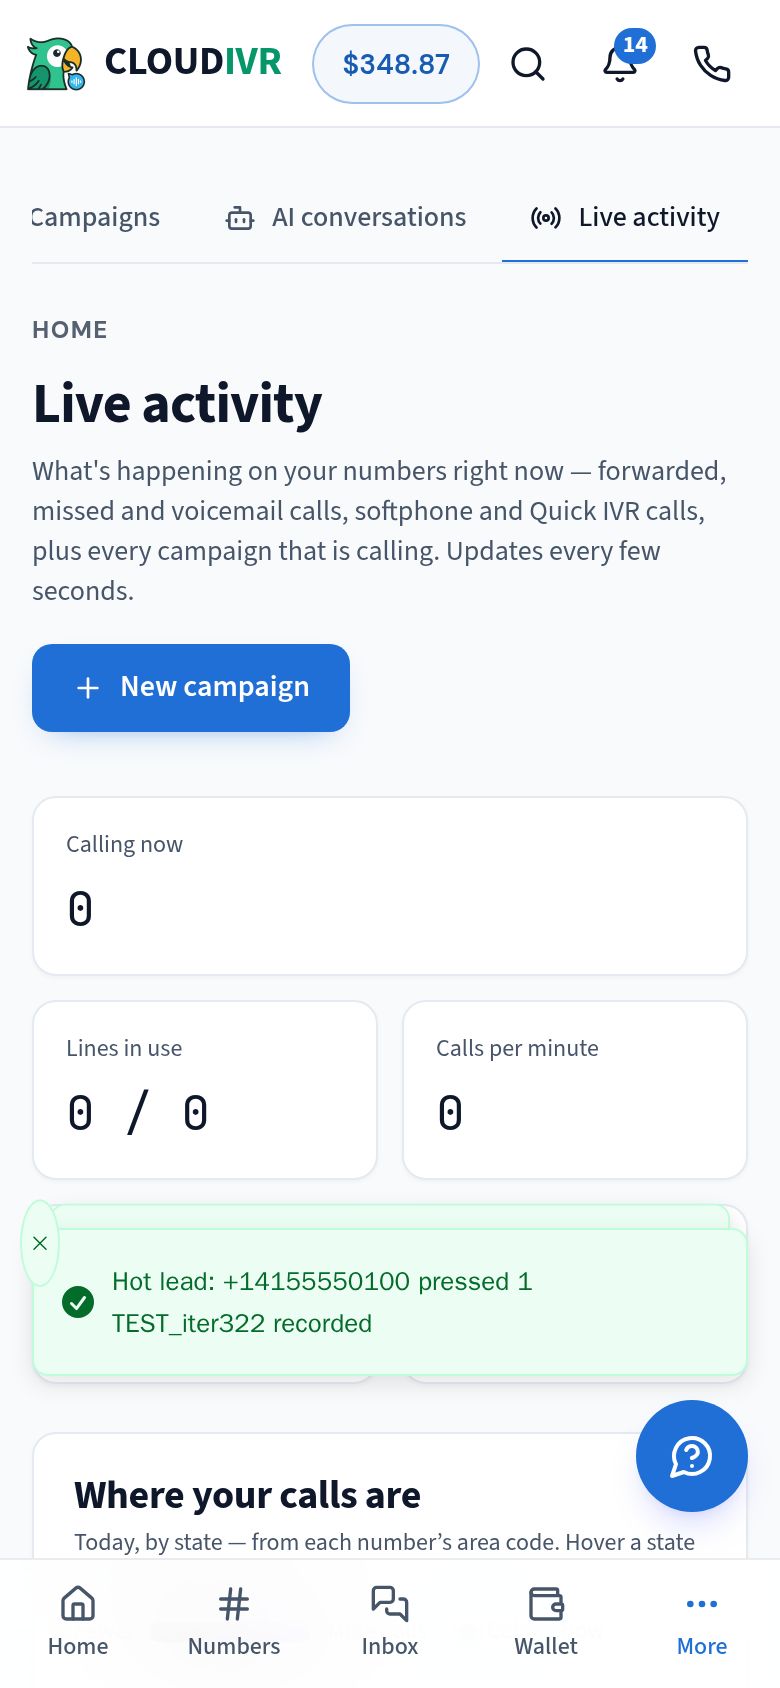 CLOUDIVR
$348.87
14
Campaigns
AI conversations
Live activity
HOME
Live activity
What's happening on your numbers right now — forwarded,
missed and voicemail calls, softphone and Quick IVR calls,
plus every campaign that is calling. Updates every few
seconds.
New campaign
Calling now
0
Lines in use
0 / 0
Calls per minute
0
Hot lead: +14155550100 pressed 1
TEST_iter322 recorded
Where your calls are
Today, by state — from each number’s area code. Hover a state
Home
Numbers
Inbox
Wallet
More